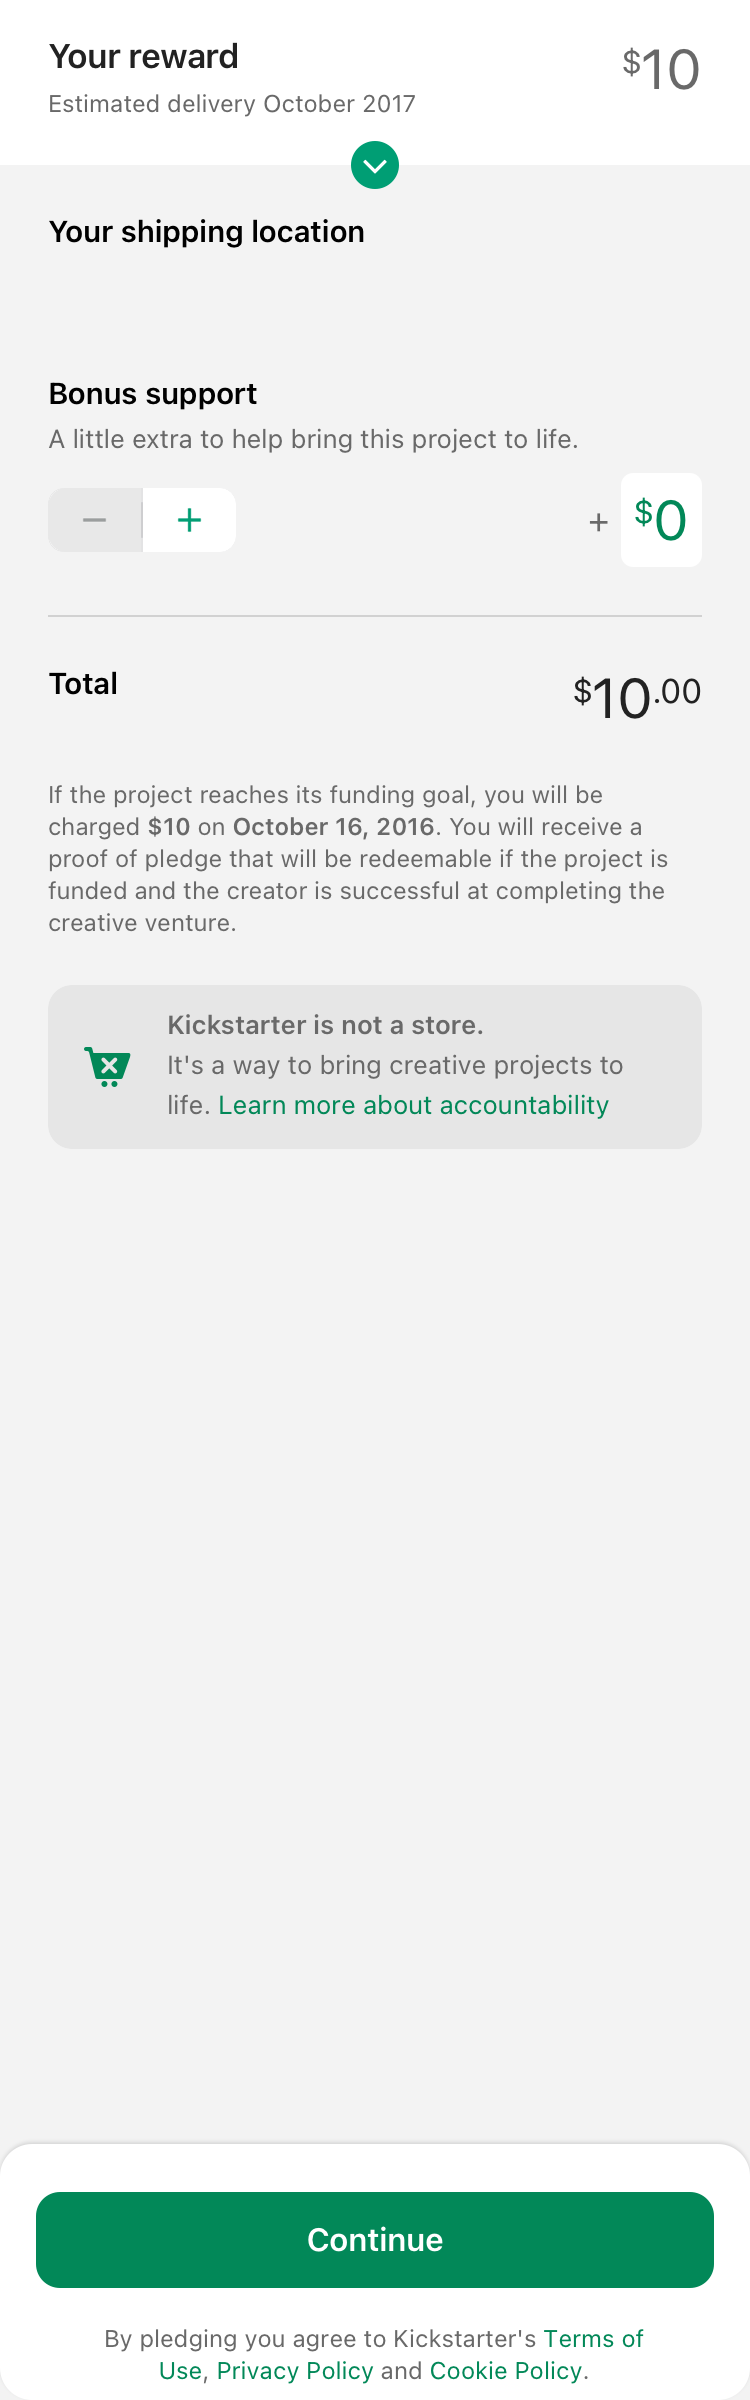 Your reward
$10
Estimated delivery October 2017
Your shipping location
Bonus support
A little extra to help bring this project to life.
− +
+ $0
Total
$10.00
If the project reaches its funding goal, you will be
charged $10 on October 16, 2016. You will receive a
proof of pledge that will be redeemable if the project is
funded and the creator is successful at completing the
creative venture.
Kickstarter is not a store.
It's a way to bring creative projects to
life. Learn more about accountability
Continue
By pledging you agree to Kickstarter's Terms of
Use, Privacy Policy and Cookie Policy.